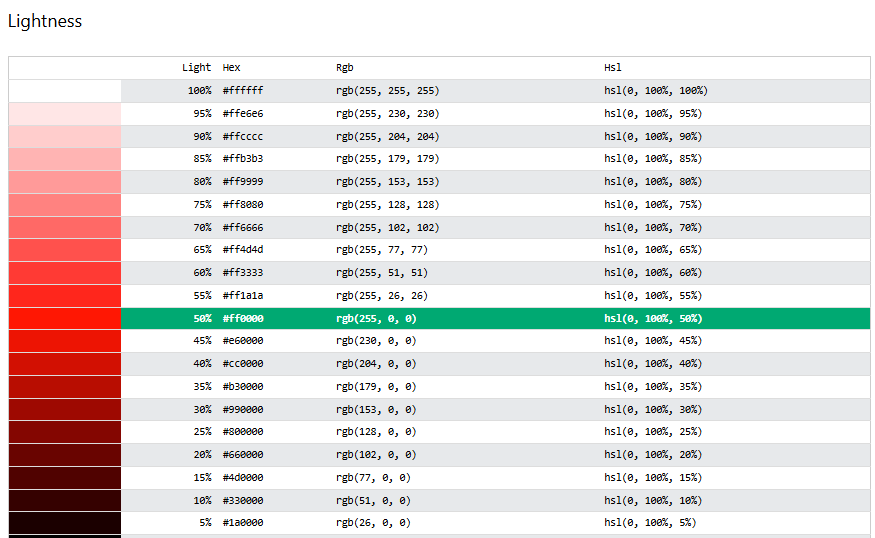 Lightness
Light Hex Rgb Hsl
100% #ffffff rgb(255, 255, 255) hsl(0, 100%, 100%)
95% #ffe6e6 rgb(255, 230, 230) hsl(0, 100%, 95%)
90% #ffcccc rgb(255, 204, 204) hsl(0, 100%, 90%)
85% #ffb3b3 rgb(255, 179, 179) hsl(0, 100%, 85%)
80% #ff9999 rgb(255, 153, 153) hsl(0, 100%, 80%)
75% #ff8080 rgb(255, 128, 128) hsl(0, 100%, 75%)
70% #ff6666 rgb(255, 102, 102) hsl(0, 100%, 70%)
65% #ff4d4d rgb(255, 77, 77) hsl(0, 100%, 65%)
60% #ff3333 rgb(255, 51, 51) hsl(0, 100%, 60%)
55% #ff1a1a rgb(255, 26, 26) hsl(0, 100%, 55%)
50% #ff0000 rgb(255, 0, 0) hsl(0, 100%, 50%)
45% #e60000 rgb(230, 0, 0) hsl(0, 100%, 45%)
40% #cc0000 rgb(204, 0, 0) hsl(0, 100%, 40%)
35% #b30000 rgb(179, 0, 0) hsl(0, 100%, 35%)
30% #990000 rgb(153, 0, 0) hsl(0, 100%, 30%)
25% #800000 rgb(128, 0, 0) hsl(0, 100%, 25%)
20% #660000 rgb(102, 0, 0) hsl(0, 100%, 20%)
15% #4d0000 rgb(77, 0, 0) hsl(0, 100%, 15%)
10% #330000 rgb(51, 0, 0) hsl(0, 100%, 10%)
5% #1a0000 rgb(26, 0, 0) hsl(0, 100%, 5%)